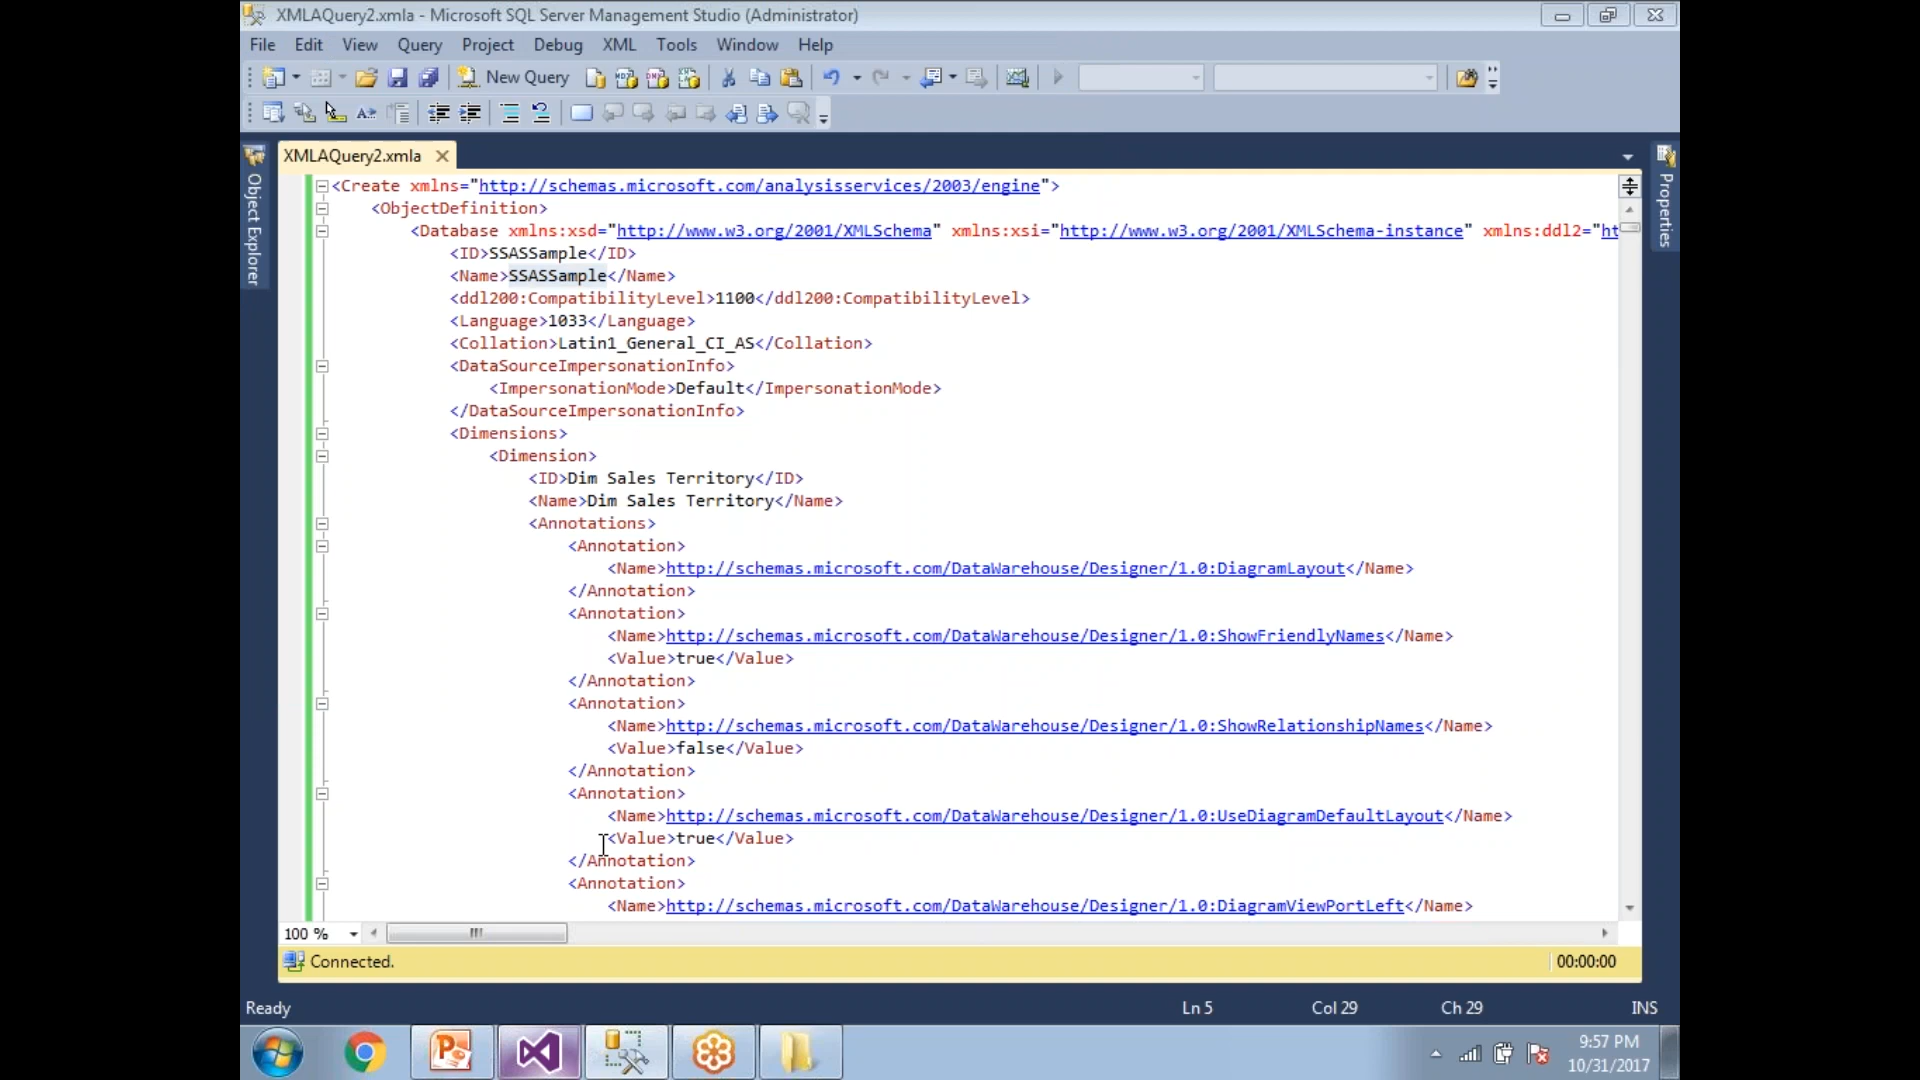 XMLAQuery2.xmla - Microsoft SQL Server Management Studio (Administrator)
File Edit View Query Project Debug XML Tools Window Help
New Query
XMLAQuery2.xmla
Object Explorer
Properties
<Create xmlns="http://schemas.microsoft.com/analysisservices/2003/engine">
<ObjectDefinition>
<Database xmlns:xsd="http://www.w3.org/2001/XMLSchema" xmlns:xsi="http://www.w3.org/2001/XMLSchema-instance" xmlns:ddl2="ht
<ID>SSASSample</ID>
<Name>SSASSample</Name>
<ddl200:CompatibilityLevel>1100</ddl200:CompatibilityLevel>
<Language>1033</Language>
<Collation>Latin1_General_CI_AS</Collation>
<DataSourceImpersonationInfo>
<ImpersonationMode>Default</ImpersonationMode>
</DataSourceImpersonationInfo>
<Dimensions>
<Dimension>
<ID>Dim Sales Territory</ID>
<Name>Dim Sales Territory</Name>
<Annotations>
<Annotation>
<Name>http://schemas.microsoft.com/DataWarehouse/Designer/1.0:DiagramLayout</Name>
</Annotation>
<Annotation>
<Name>http://schemas.microsoft.com/DataWarehouse/Designer/1.0:ShowFriendlyNames</Name>
<Value>true</Value>
</Annotation>
<Annotation>
<Name>http://schemas.microsoft.com/DataWarehouse/Designer/1.0:ShowRelationshipNames</Name>
<Value>false</Value>
</Annotation>
<Annotation>
<Name>http://schemas.microsoft.com/DataWarehouse/Designer/1.0:UseDiagramDefaultLayout</Name>
<Value>true</Value>
</Annotation>
<Annotation>
<Name>http://schemas.microsoft.com/DataWarehouse/Designer/1.0:DiagramViewPortLeft</Name>
100 %
Connected. 00:00:00
Ready Ln 5 Col 29 Ch 29 INS
9:57 PM
10/31/2017